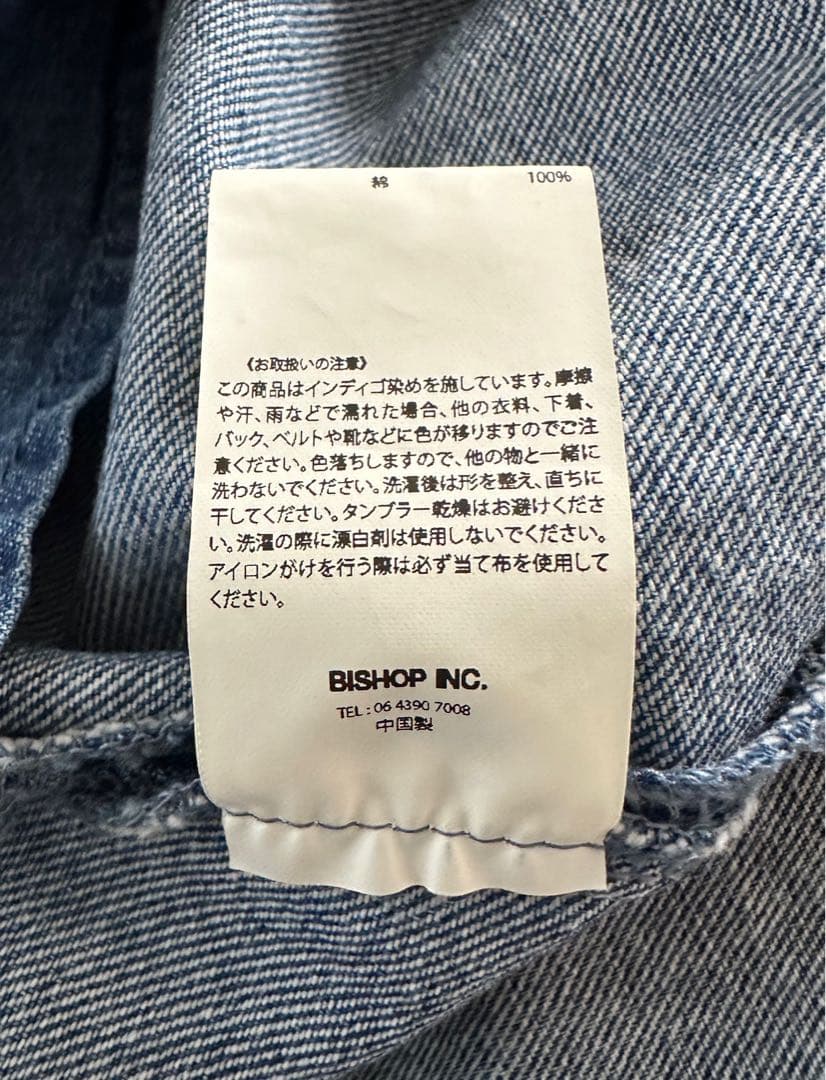 綿 100%
《お取扱いの注意》
この商品はインディゴ染めを施しています。摩擦
や汗、雨などで濡れた場合、他の衣料、下着、
バック、ベルトや靴などに色が移りますのでご注
意ください。色落ちしますので、他の物と一緒に
洗わないでください。洗濯後は形を整え、直ちに
干してください。タンブラー乾燥はお避けくださ
い。洗濯の際に漂白剤は使用しないでください。
アイロンがけを行う際は必ず当て布を使用して
ください。
BISHOP INC.
TEL : 06 4390 7008
中国製